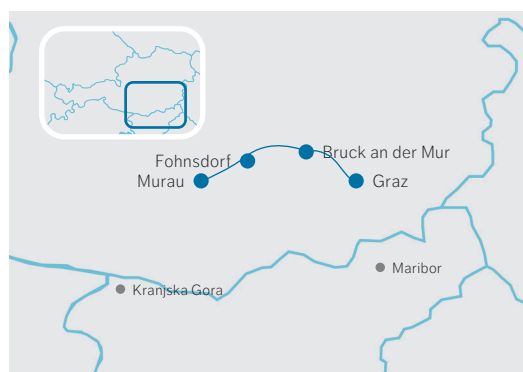 Bruck an der Mur
Fohnsdorf
Murau
Graz
Maribor
Kranjska Gora